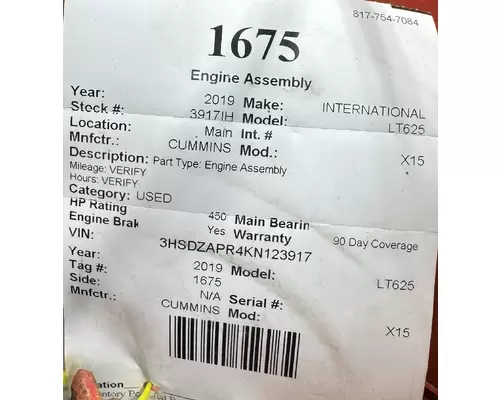 817-754-7084
1675
Engine Assembly
Year: 2019 Make: INTERNATIONAL
Stock #: 3917IH Model: LT625
Location: Main Int. #
Mnfctr.: CUMMINS Mod.: X15
Description: Part Type: Engine Assembly
Mileage: VERIFY
Hours: VERIFY
Category: USED
HP Rating 450 Main Bearin
Engine Brak Yes Warranty 90 Day Coverage
VIN: 3HSDZAPR4KN123917
Year: 2019 Model: LT625
Tag #: 1675
Side: N/A Serial #:
Mnfctr.: CUMMINS Mod: X15